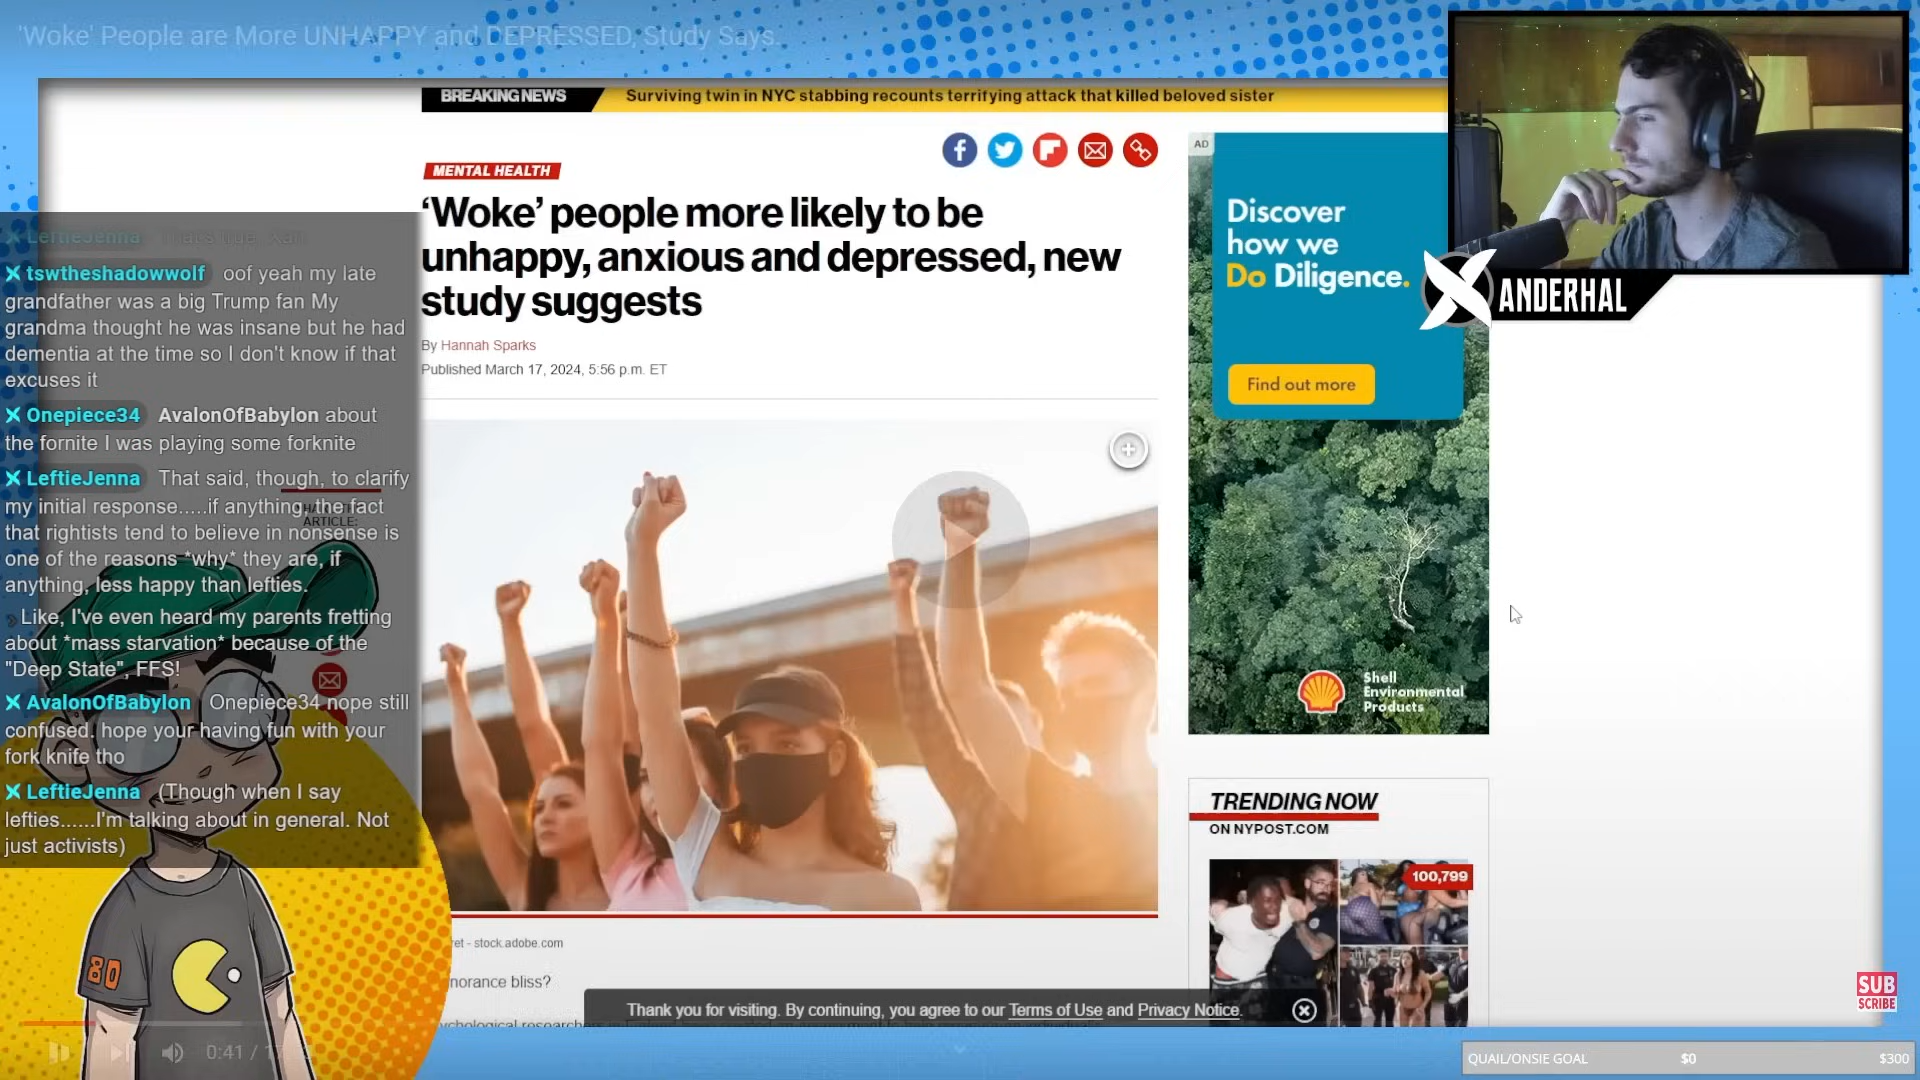 'Woke' People are More UNHAPPY and DEPRESSED, Study Says.
BREAKING NEWS
Surviving twin in NYC stabbing recounts terrifying attack that killed beloved sister
MENTAL HEALTH
'Woke' people more likely to be
unhappy, anxious and depressed, new
study suggests
By Hannah Sparks
Published March 17, 2024, 5:56 p.m. ET
AD
Discover
how we
Do Diligence.
Find out more
Shell
Environmental
Products
ANDERHAL
LeftieJenna That's true, Xan
tswtheshadowwolf oof yeah my late
grandfather was a big Trump fan My
grandma thought he was insane but he had
dementia at the time so I don't know if that
excuses it
Onepiece34 AvalonOfBabylon about
the fornite I was playing some forknite
LeftieJenna That said, though, to clarify
my initial response.....if anything, the fact
that rightists tend to believe in nonsense is
one of the reasons *why* they are, if
anything, less happy than lefties.
Like, I've even heard my parents fretting
about *mass starvation* because of the
"Deep State", FFS!
AvalonOfBabylon Onepiece34 nope still
confused. hope your having fun with your
fork knife tho
LeftieJenna (Though when I say
lefties......I'm talking about in general. Not
just activists)
ARTICLE:
80
0:41 /
ret - stock.adobe.com
norance bliss?
Thank you for visiting. By continuing, you agree to our Terms of Use and Privacy Notice.
TRENDING NOW
ON NYPOST.COM
100,799
SUB
SCRIBE
QUAIL/ONSIE GOAL $0 $300